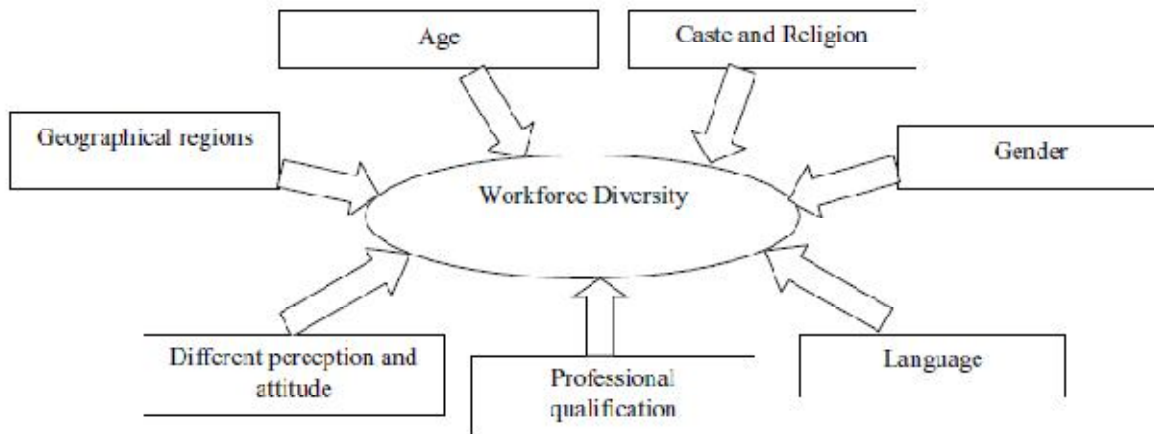 Age
Caste and Religion
Geographical regions
Gender
Workforce Diversity
Different perception and
attitude
Professional
qualification
Language